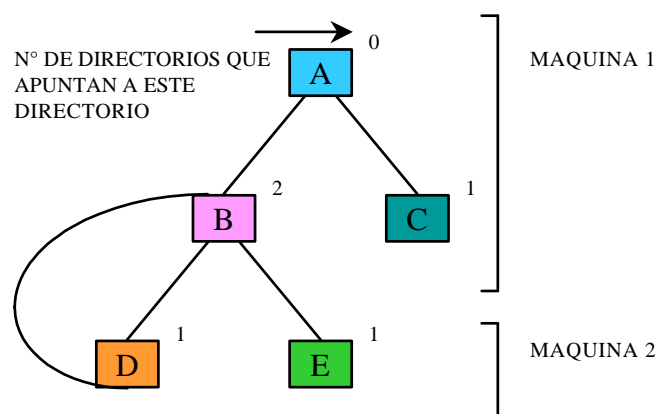 0
N° DE DIRECTORIOS QUE
APUNTAN A ESTE
DIRECTORIO
A
MAQUINA 1
2
1
B
C
1
1
D
E
MAQUINA 2